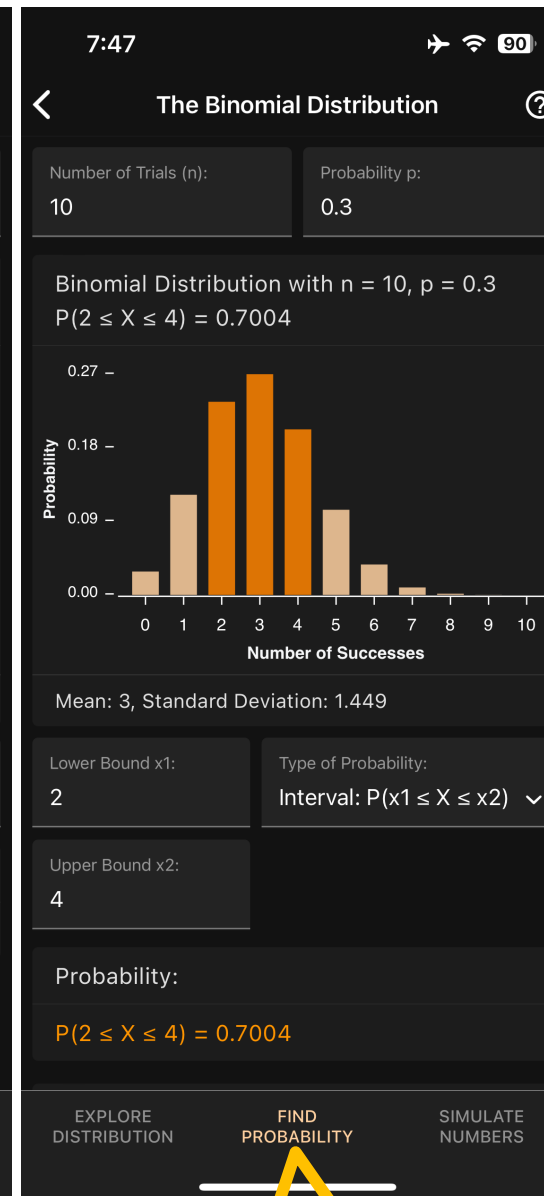 7:47
90
The Binomial Distribution
?
Number of Trials (n):
10
Probability p:
0.3
Binomial Distribution with n = 10, p = 0.3
P(2 ≤ X ≤ 4) = 0.7004
0.27
0.18
0.09
0.00
Probability
0 1 2 3 4 5 6 7 8 9 10
Number of Successes
Mean: 3, Standard Deviation: 1.449
Lower Bound x1:
2
Type of Probability:
Interval: P(x1 ≤ X ≤ x2)
Upper Bound x2:
4
Probability:
P(2 ≤ X ≤ 4) = 0.7004
EXPLORE
DISTRIBUTION
FIND
PROBABILITY
SIMULATE
NUMBERS